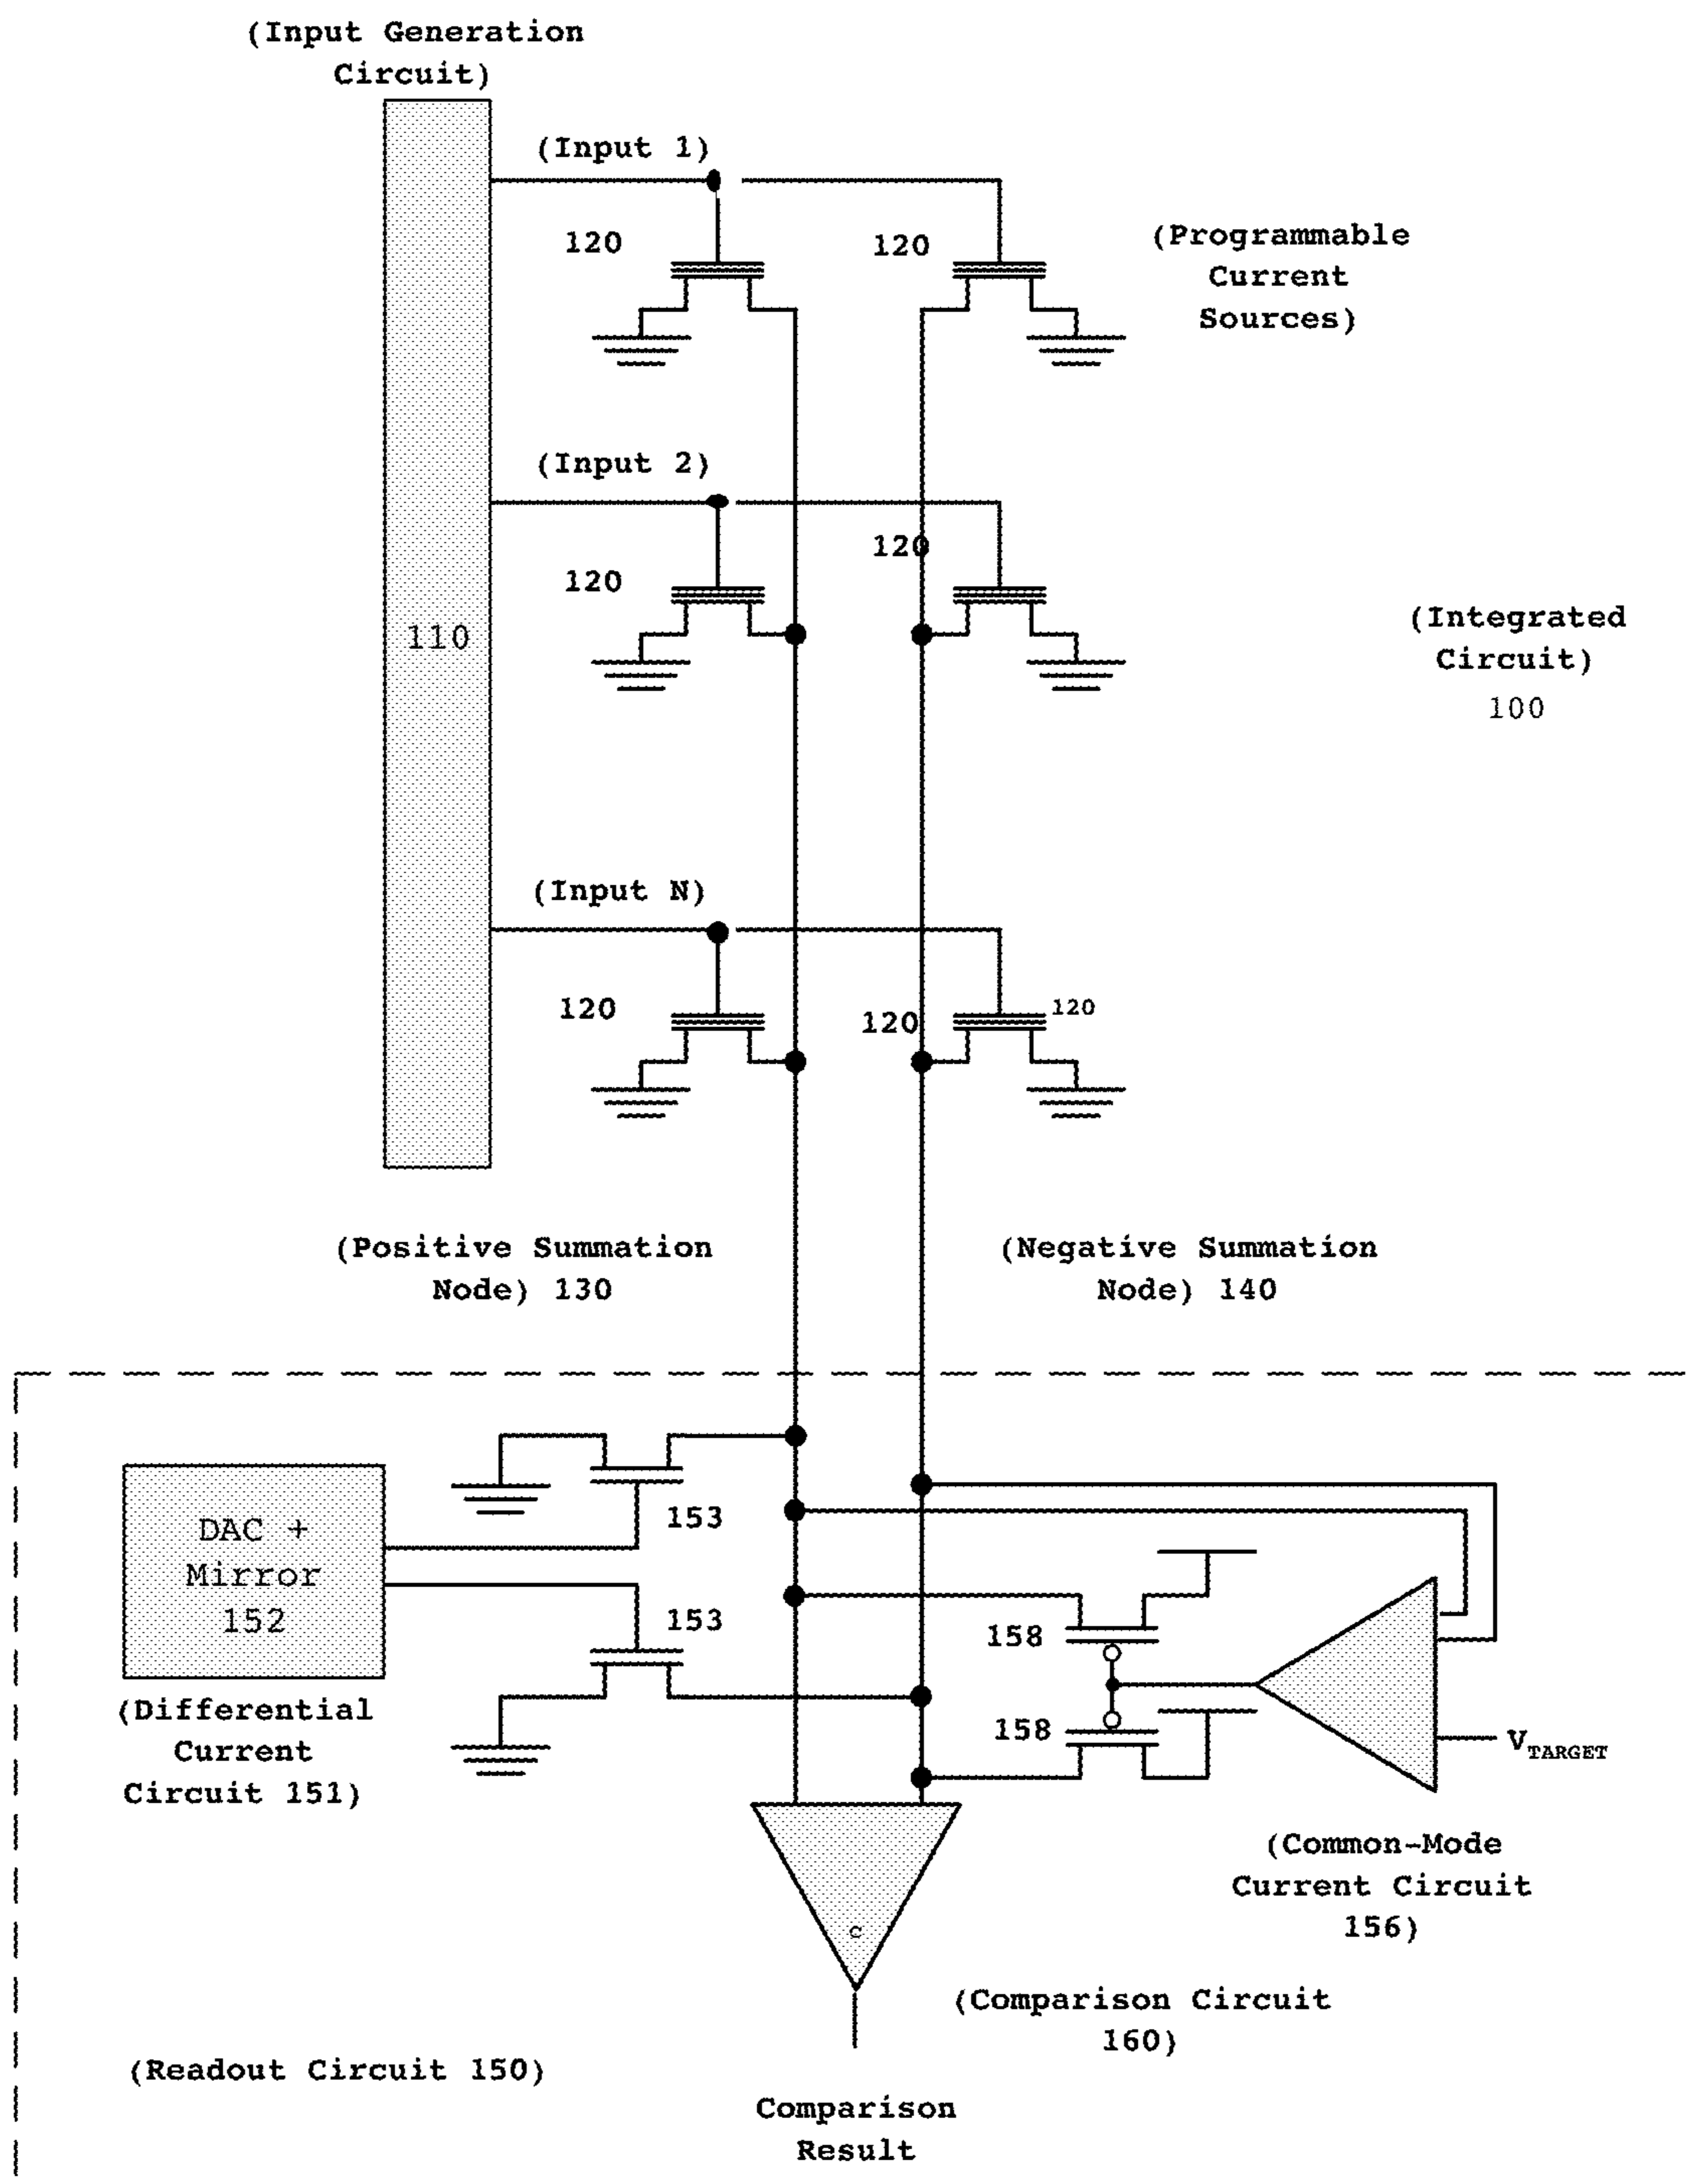 (Input Generation
Circuit)
(Input 1)
120
120
(Programmable
Current
Sources)
(Input 2)
120
120
110
(Integrated
Circuit)
100
(Input N)
120
120
120
(Positive Summation
Node) 130
(Negative Summation
Node) 140
DAC +
Mirror
152
153
153
158
158
(Differential
Current
Circuit 151)
VTARGET
(Common-Mode
Current Circuit
156)
C
(Comparison Circuit
160)
(Readout Circuit 150)
Comparison
Result